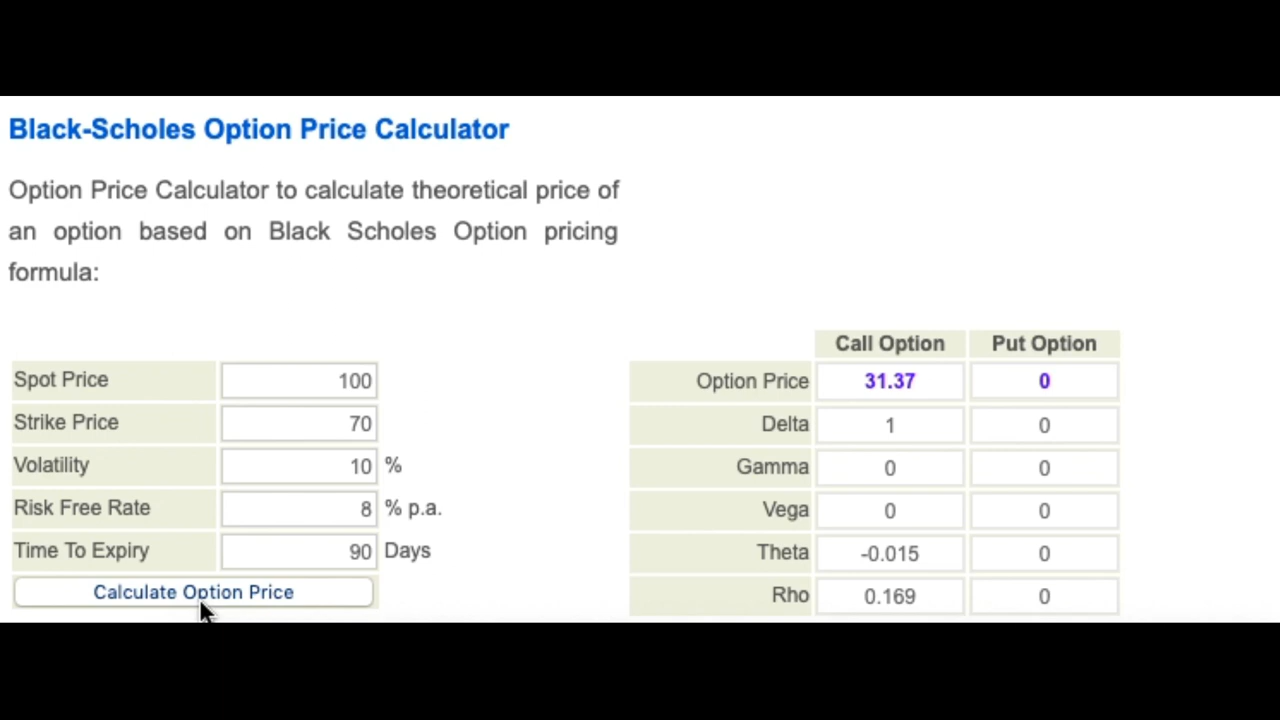 Black-Scholes Option Price Calculator
Option Price Calculator to calculate theoretical price of
an option based on Black Scholes Option pricing
formula:
Call Option Put Option
Spot Price 100 Option Price 31.37 0
Strike Price 70 Delta 1 0
Volatility 10 % Gamma 0 0
Risk Free Rate 8 % p.a. Vega 0 0
Time To Expiry 90 Days Theta -0.015 0
Calculate Option Price Rho 0.169 0